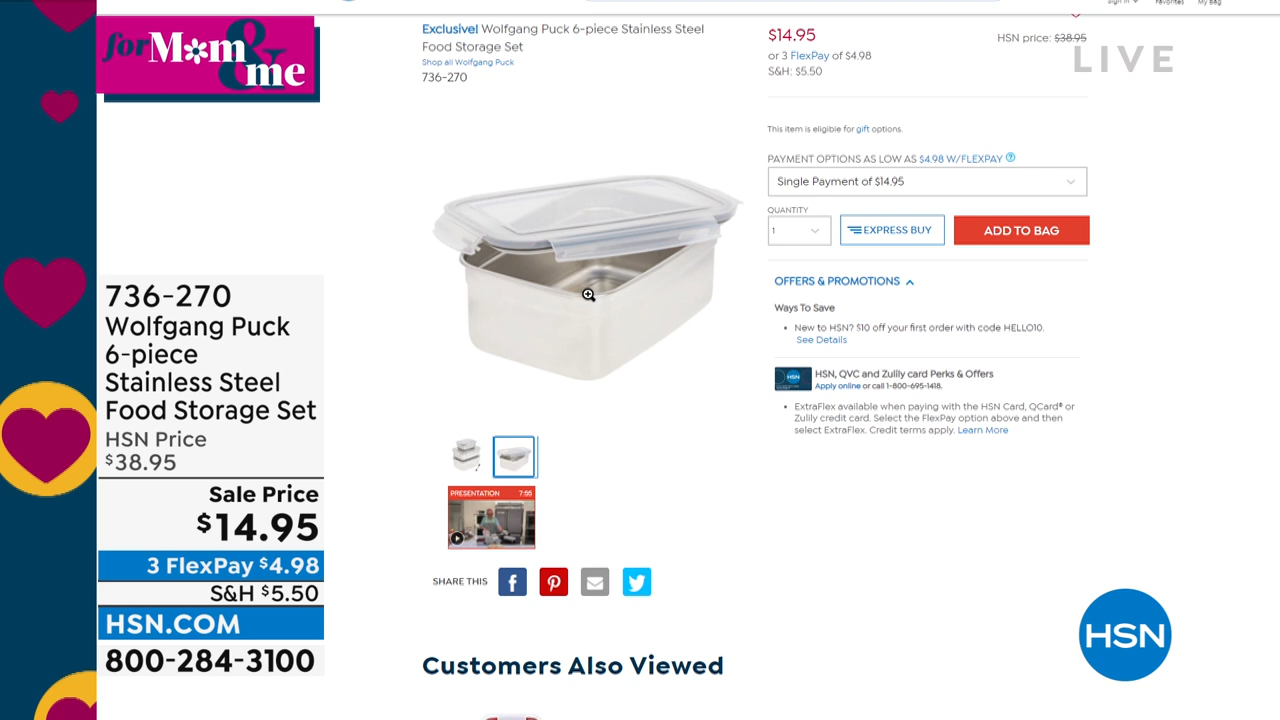 Sign In
Favorites
My Bag
for Mom
& me
Exclusive! Wolfgang Puck 6-piece Stainless Steel
Food Storage Set
Shop all Wolfgang Puck
736-270
$14.95
HSN price: $38.95
or 3 FlexPay of $4.98
S&H: $5.50
LIVE
This item is eligible for gift options.
PAYMENT OPTIONS AS LOW AS $4.98 W/FLEXPAY ?
Single Payment of $14.95
QUANTITY
1
EXPRESS BUY
ADD TO BAG
OFFERS & PROMOTIONS
Ways To Save
• New to HSN? $10 off your first order with code HELLO10.
See Details
HSN
HSN, QVC and Zulily card Perks & Offers
Apply online or call 1-800-695-1418.
• ExtraFlex available when paying with the HSN Card, QCard® or
Zulily credit card. Select the FlexPay option above and then
select ExtraFlex. Credit terms apply. Learn More
736-270
Wolfgang Puck
6-piece
Stainless Steel
Food Storage Set
HSN Price
$38.95
Sale Price
$14.95
3 FlexPay $4.98
S&H $5.50
HSN.COM
800-284-3100
PRESENTATION 7:55
SHARE THIS
Customers Also Viewed
HSN